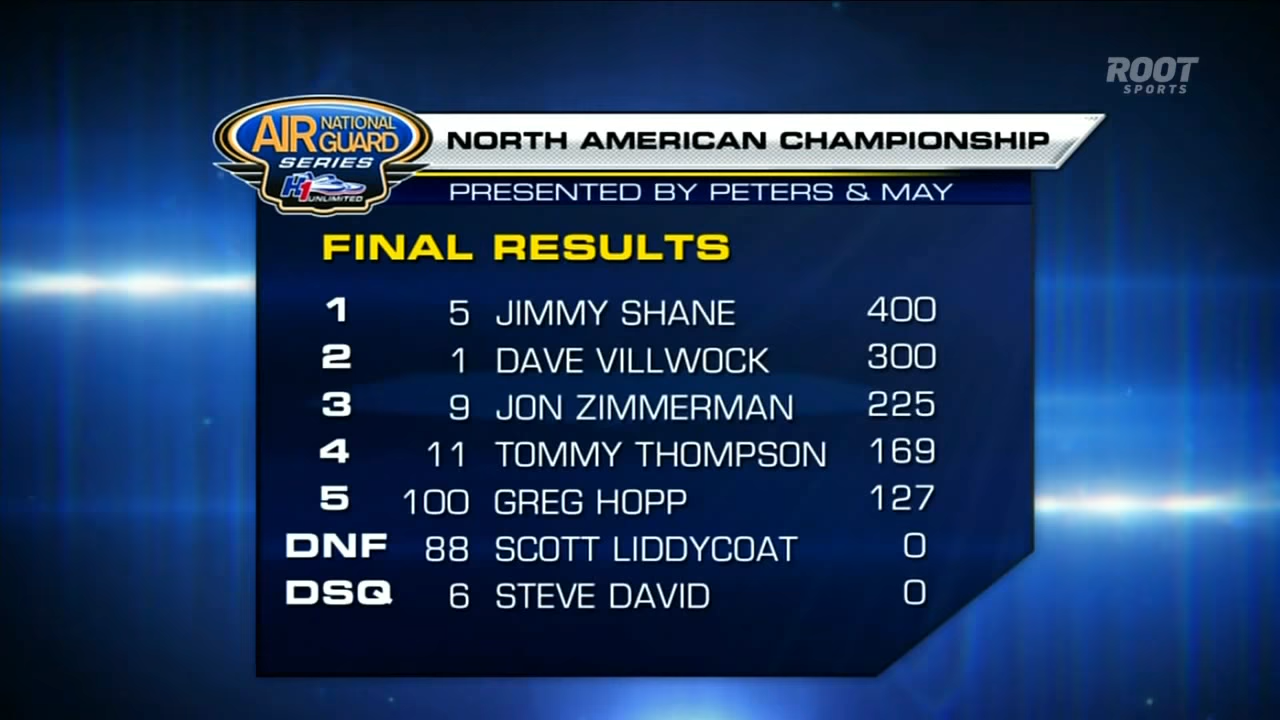 ROOT
SPORTS
AIR NATIONAL GUARD
SERIES
H1 UNLIMITED
NORTH AMERICAN CHAMPIONSHIP
PRESENTED BY PETERS & MAY
FINAL RESULTS
1 5 JIMMY SHANE 400
2 1 DAVE VILLWOCK 300
3 9 JON ZIMMERMAN 225
4 11 TOMMY THOMPSON 169
5 100 GREG HOPP 127
DNF 88 SCOTT LIDDYCOAT 0
DSQ 6 STEVE DAVID 0